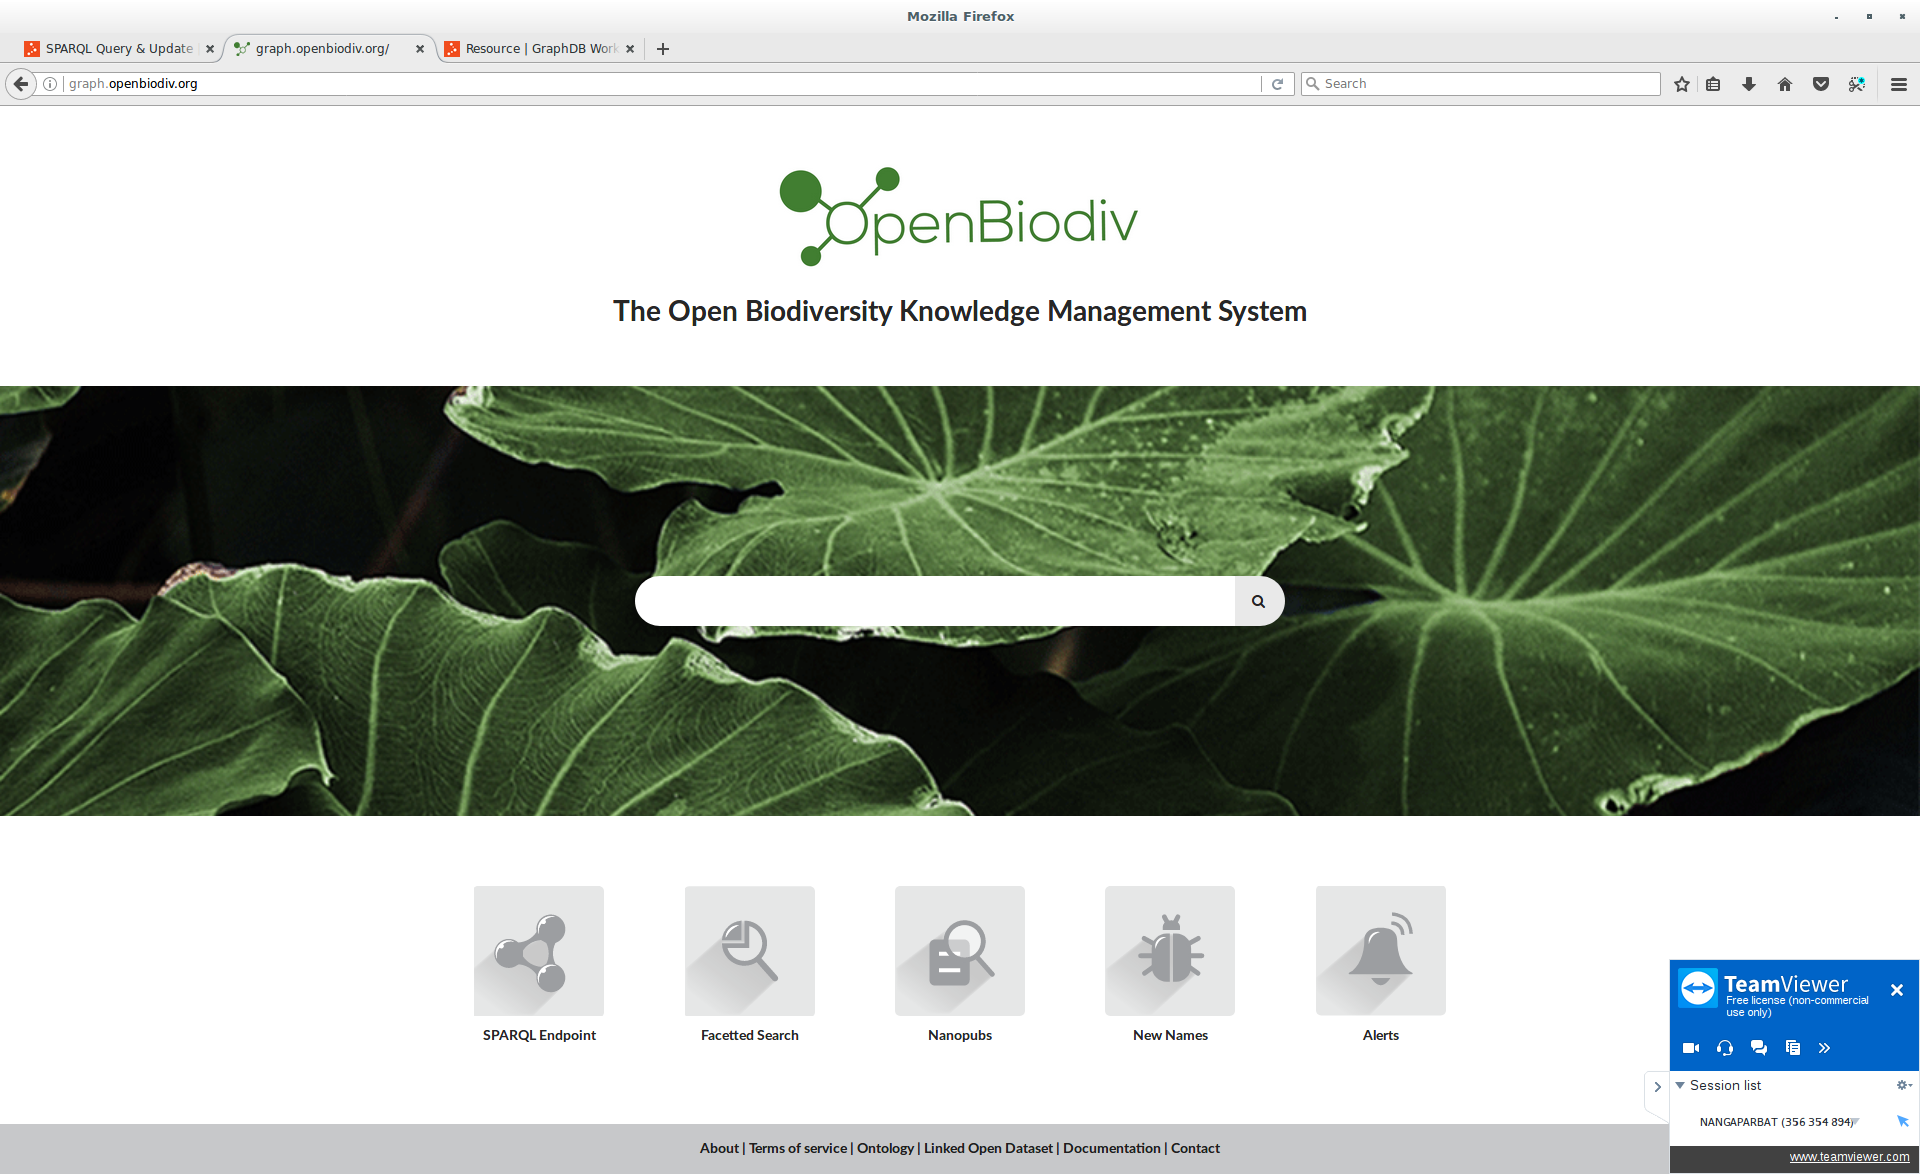 Mozilla Firefox
SPARQL Query & Update
graph.openbiodiv.org/
Resource | GraphDB Work
graph.openbiodiv.org
Search
OpenBiodiv
The Open Biodiversity Knowledge Management System
SPARQL Endpoint
Facetted Search
Nanopubs
New Names
Alerts
About | Terms of service | Ontology | Linked Open Dataset | Documentation | Contact
TeamViewer
Free license (non-commercial
use only)
Session list
NANGAPARBAT (356 354 894)
www.teamviewer.com